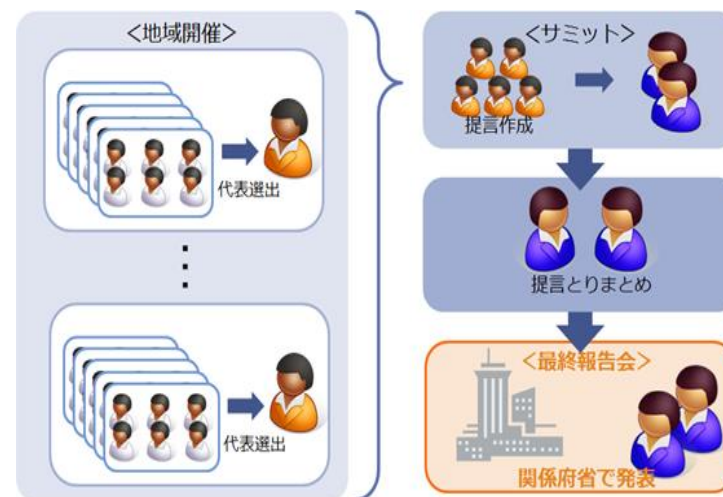 ＜地域開催＞
代表選出
代表選出
＜サミット＞
提言作成
提言とりまとめ
＜最終報告会＞
関係府省で発表